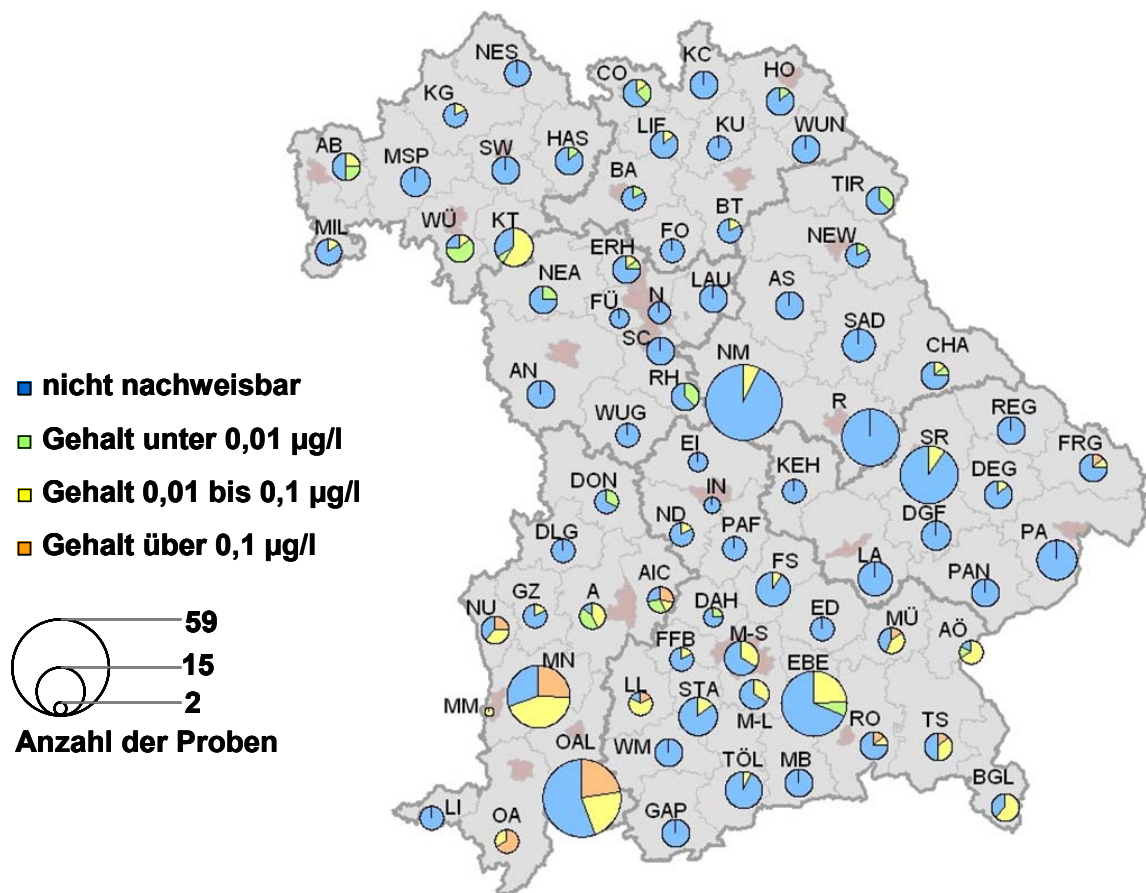 NES
KC
CO
HO
KG
LIF
KU
WUN
AB
MSP
SW
HAS
BA
TIR
MIL
WÜ
KT
FO
BT
NEW
ERH
NEA
FÜ
N
LAU
AS
SC
SAD
AN
NM
CHA
RH
WUG
R
REG
EI
SR
FRG
KEH
DEG
DON
IN
ND
PAF
DGF
PA
DLG
FS
LA
PAN
GZ
A
AIC
DAH
ED
MÜ
AÖ
NU
FFB
M-S
EBE
MN
LL
STA
M-L
MM
RO
TS
OAL
WM
TÖL
MB
BGL
LI
OA
GAP
nicht nachweisbar
Gehalt unter 0,01 µg/l
Gehalt 0,01 bis 0,1 µg/l
Gehalt über 0,1 µg/l
59
15
2
Anzahl der Proben